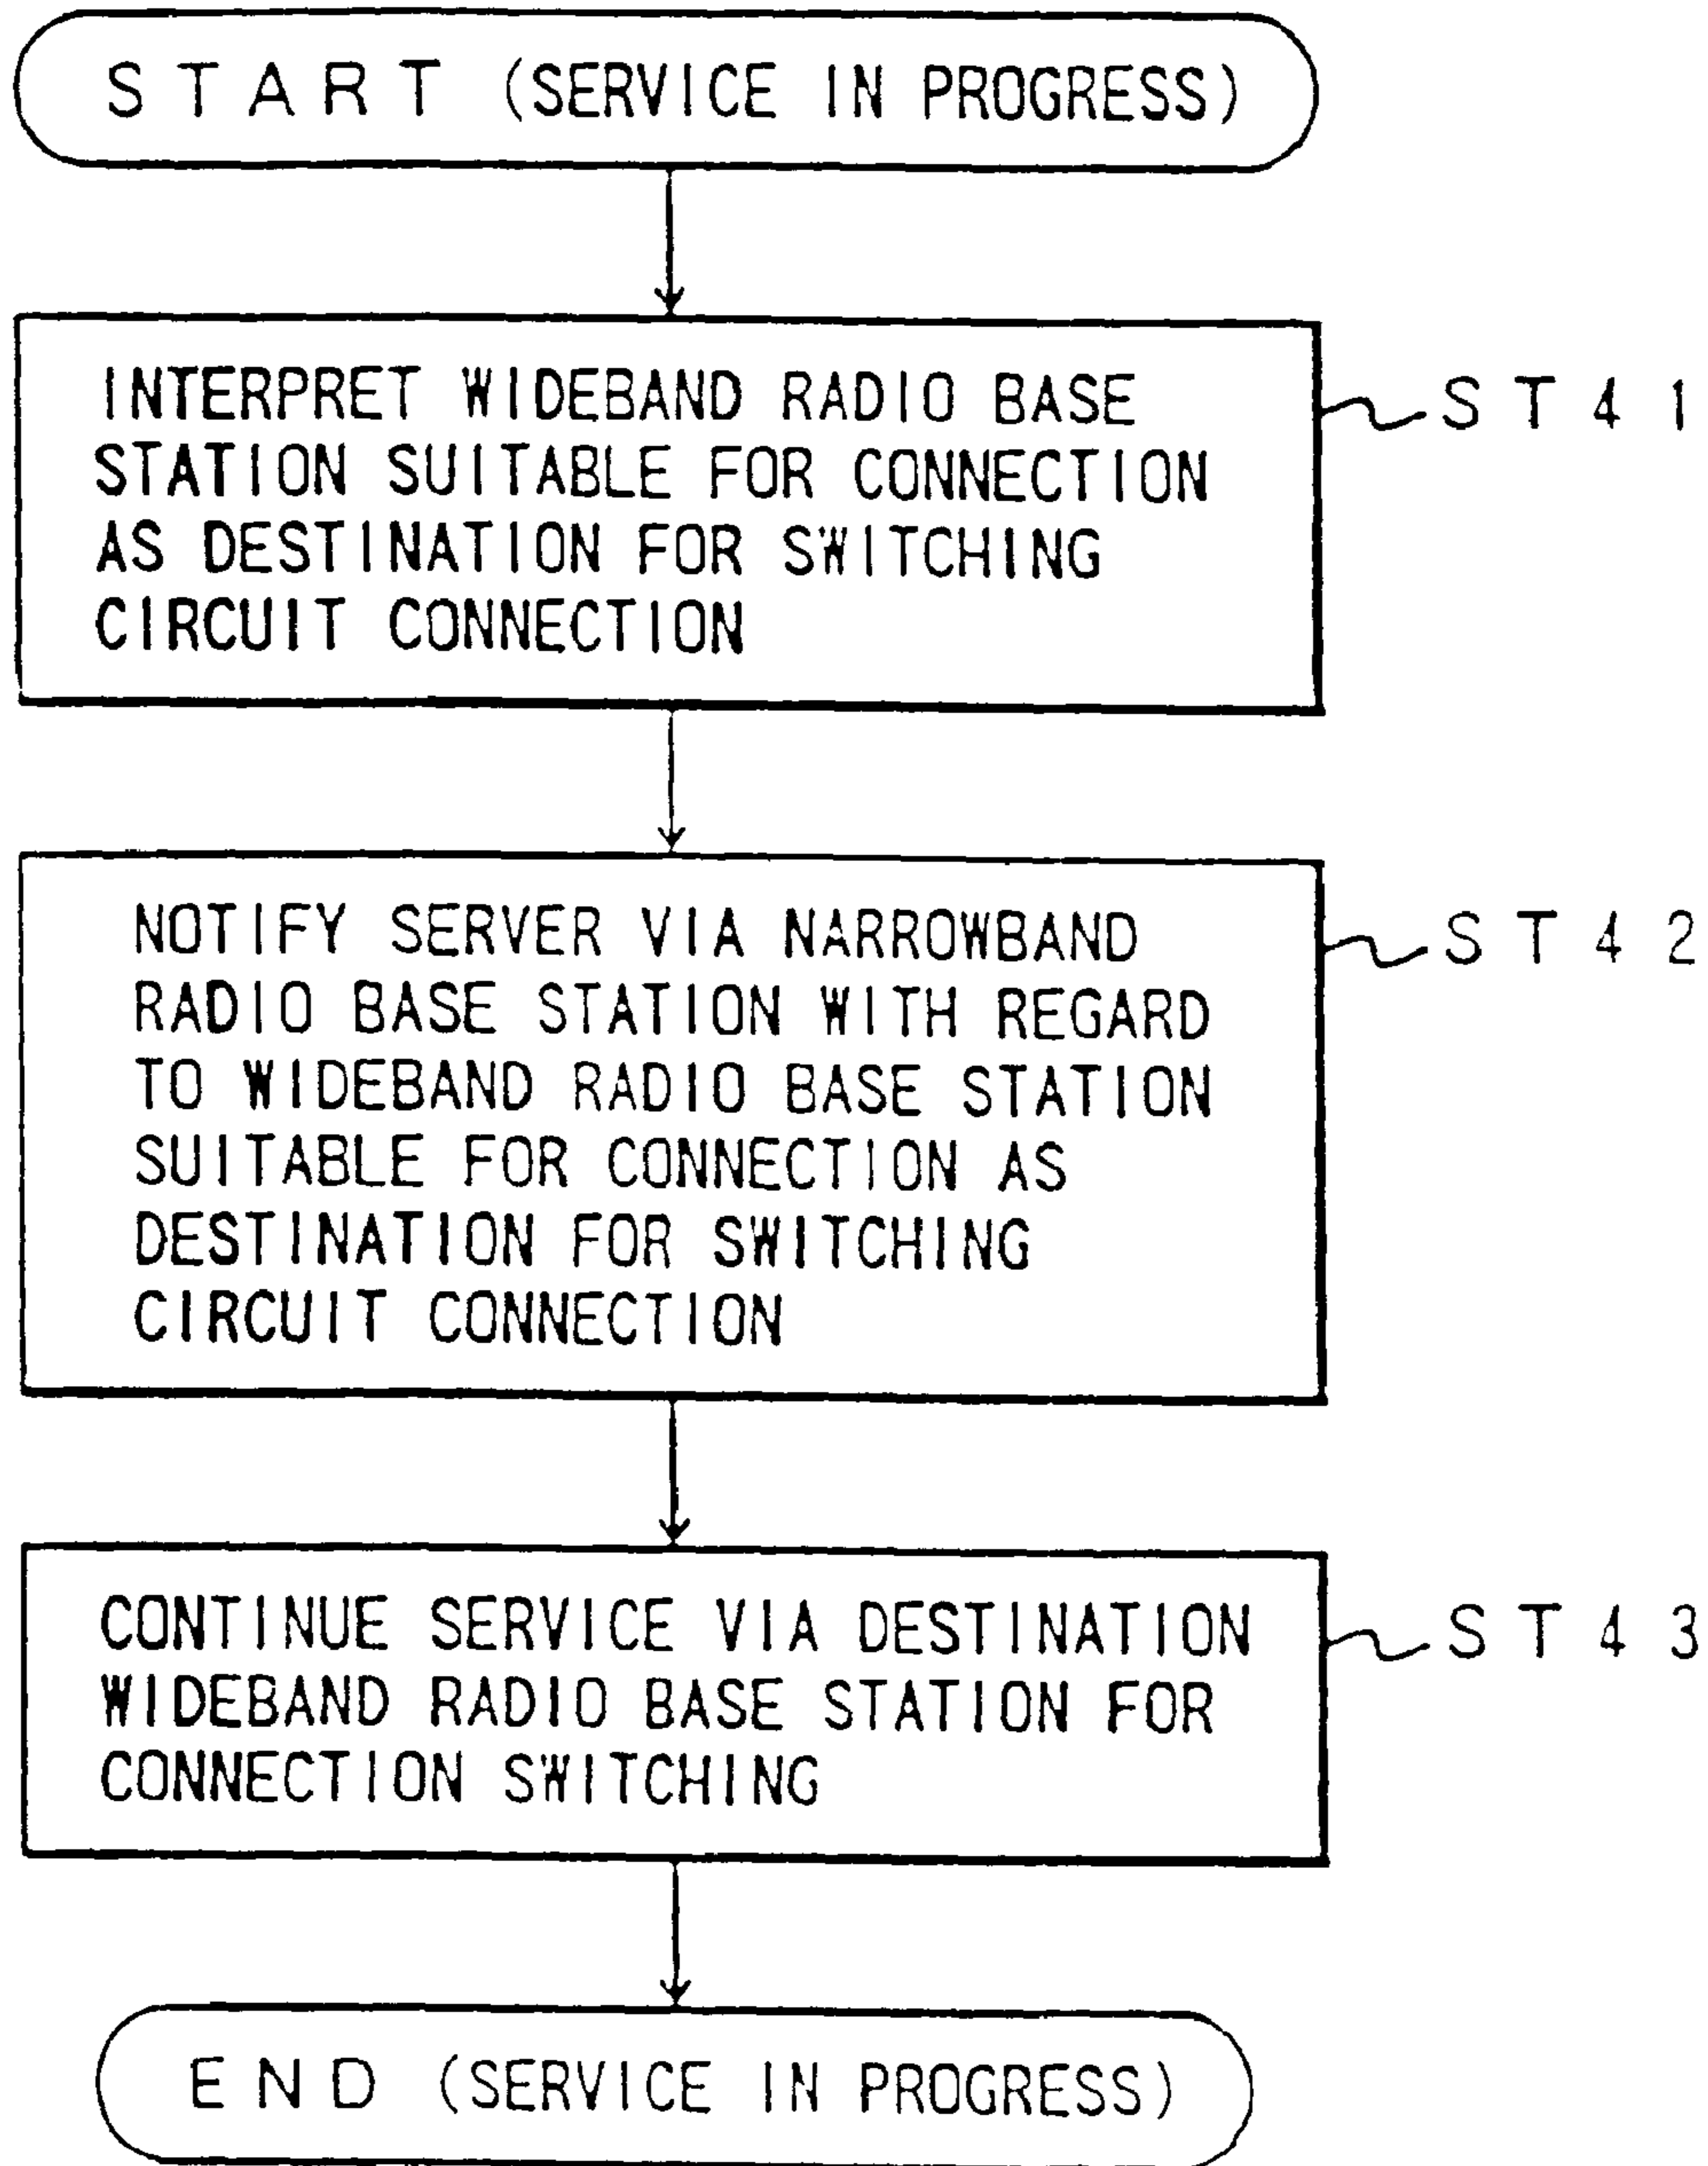 START (SERVICE IN PROGRESS)
INTERPRET WIDEBAND RADIO BASE
STATION SUITABLE FOR CONNECTION
AS DESTINATION FOR SWITCHING
CIRCUIT CONNECTION
ST41
NOTIFY SERVER VIA NARROWBAND
RADIO BASE STATION WITH REGARD
TO WIDEBAND RADIO BASE STATION
SUITABLE FOR CONNECTION AS
DESTINATION FOR SWITCHING
CIRCUIT CONNECTION
ST42
CONTINUE SERVICE VIA DESTINATION
WIDEBAND RADIO BASE STATION FOR
CONNECTION SWITCHING
ST43
END (SERVICE IN PROGRESS)